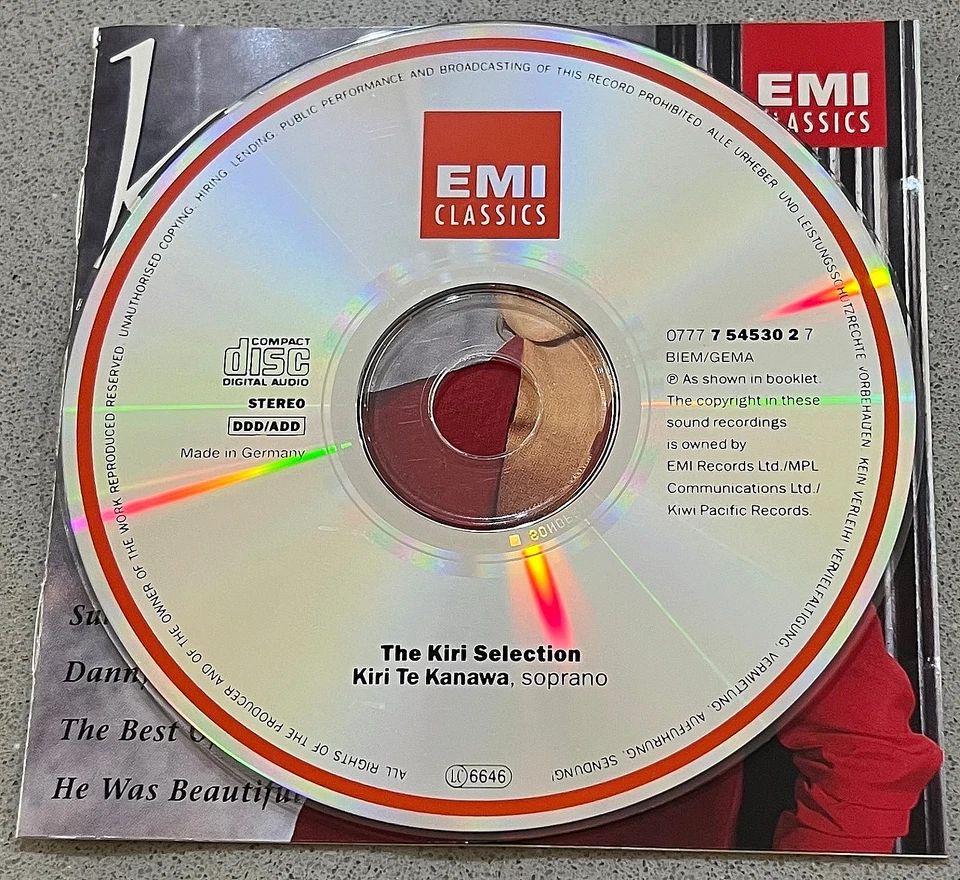 EMI
CLASSICS
EMI
CLASSICS
ALL RIGHTS OF THE PRODUCER AND OF THE OWNER OF THE WORK REPRODUCED RESERVED. UNAUTHORISED COPYING, HIRING, LENDING, PUBLIC PERFORMANCE AND BROADCASTING OF THIS RECORD PROHIBITED. ALLE URHEBER UND LEISTUNGSSCHUTZRECHTE VORBEHALTEN. KEIN VERLEIH! VERVIELFÄLTIGUNG, VERMIETUNG, AUFFÜHRUNG, SENDUNG!
COMPACT
disc
DIGITAL AUDIO
STEREO
DDD/ADD
Made in Germany
0777 7 54530 2 7
BIEM/GEMA
℗ As shown in booklet.
The copyright in these
sound recordings
is owned by
EMI Records Ltd./MPL
Communications Ltd./
Kiwi Pacific Records.
The Kiri Selection
Kiri Te Kanawa, soprano
LC 6646
Danny
The Best
He Was Beautiful